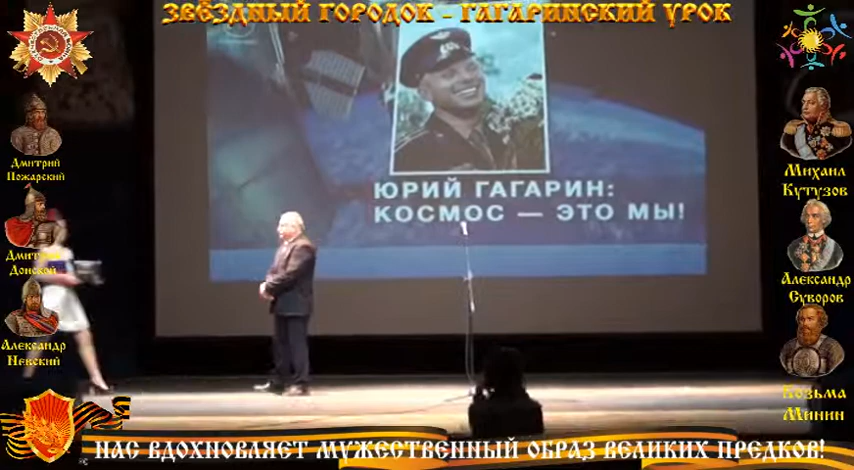 ЗВЁЗДНЫЙ ГОРОДОК - ГАГАРИНСКИЙ УРОК
ЮРИЙ ГАГАРИН:
КОСМОС — ЭТО МЫ!
Дмитрий
Пожарский
Дмитрий
Донской
Александр
Невский
Михаил
Кутузов
Александр
Суворов
Козьма
Минин
НАС ВДОХНОВЛЯЕТ МУЖЕСТВЕННЫЙ ОБРАЗ ВЕЛИКИХ ПРЕДКОВ!